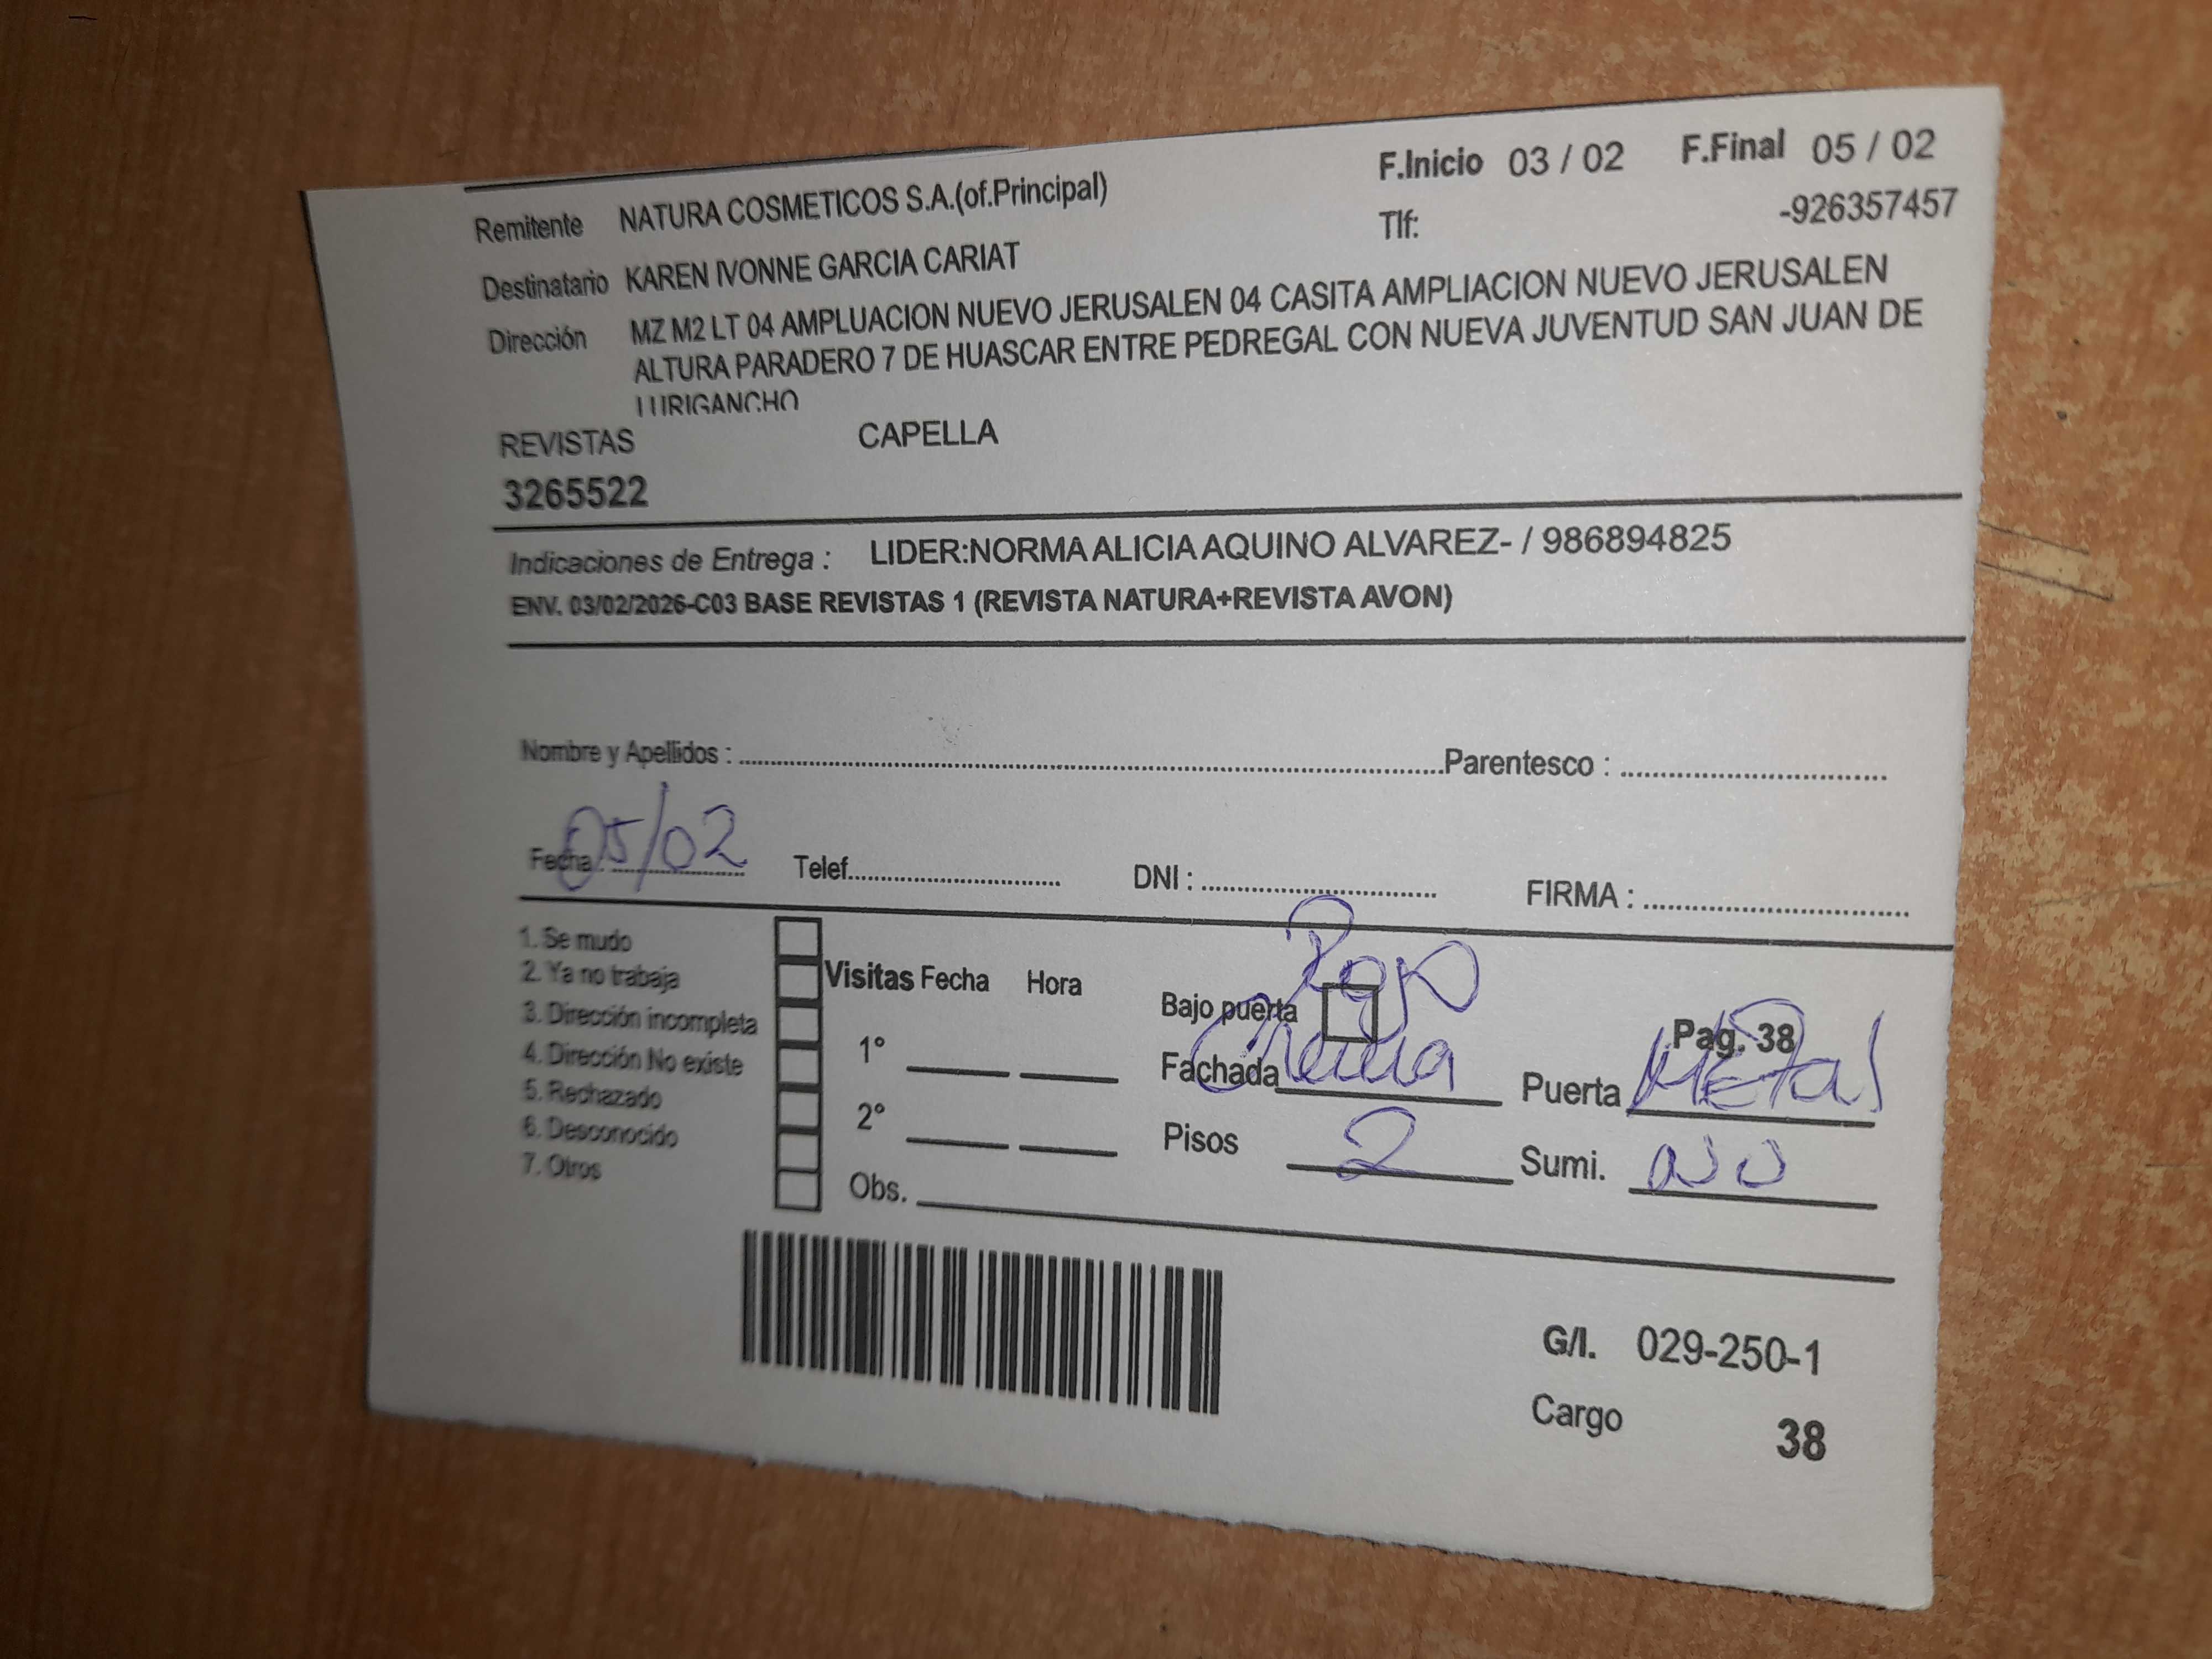 F.Inicio 03 / 02 F.Final 05 / 02
Remitente NATURA COSMETICOS S.A.(of.Principal) Tlf: -926357457
Destinatario KAREN IVONNE GARCIA CARIAT
Dirección MZ M2 LT 04 AMPLUACION NUEVO JERUSALEN 04 CASITA AMPLIACION NUEVO JERUSALEN
ALTURA PARADERO 7 DE HUASCAR ENTRE PEDREGAL CON NUEVA JUVENTUD SAN JUAN DE
LURIGANCHO
REVISTAS CAPELLA
3265522
Indicaciones de Entrega : LIDER:NORMA ALICIA AQUINO ALVAREZ- / 986894825
ENV. 03/02/2026-C03 BASE REVISTAS 1 (REVISTA NATURA+REVISTA AVON)
Nombre y Apellidos : Parentesco :
Fecha 05/02 Telef. DNI : FIRMA :
1. Se mudo
2. Ya no trabaja
3. Dirección incompleta
4. Dirección No existe
5. Rechazado
6. Desconocido
7. Otros
Visitas Fecha Hora
1°
2°
Obs.
Bajo puerta Pag. 38
Fachada Crema Puerta Metal
Pisos 2 Sumi.
G/I. 029-250-1
Cargo 38